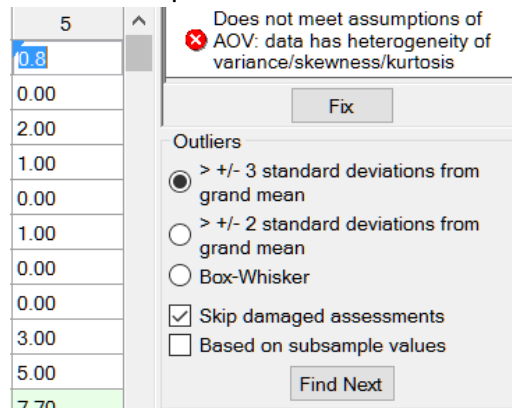 5
0.8
0.00
2.00
1.00
0.00
1.00
0.00
0.00
3.00
5.00
7.70
Does not meet assumptions of
AOV: data has heterogeneity of
variance/skewness/kurtosis
Fix
Outliers
> +/- 3 standard deviations from
grand mean
> +/- 2 standard deviations from
grand mean
Box-Whisker
Skip damaged assessments
Based on subsample values
Find Next